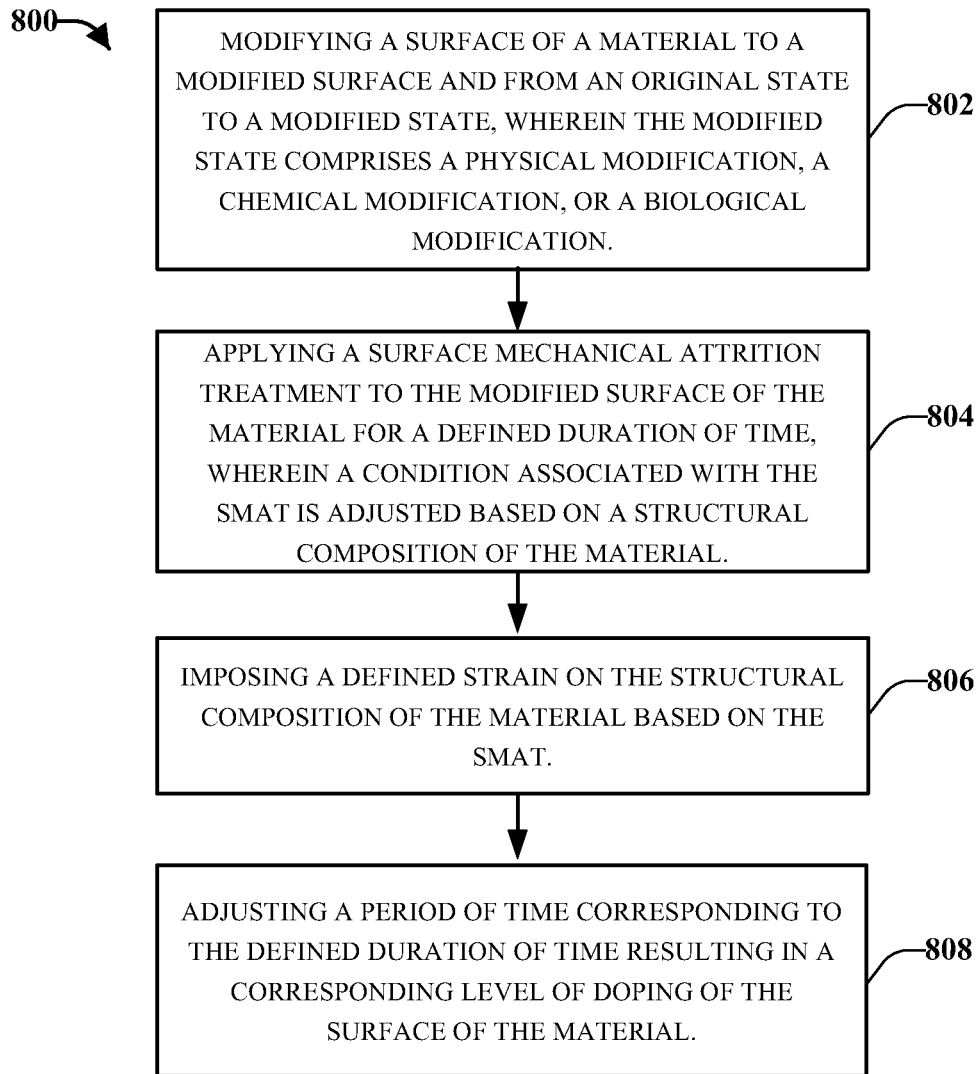 800
MODIFYING A SURFACE OF A MATERIAL TO A
MODIFIED SURFACE AND FROM AN ORIGINAL STATE
TO A MODIFIED STATE, WHEREIN THE MODIFIED
STATE COMPRISES A PHYSICAL MODIFICATION, A
CHEMICAL MODIFICATION, OR A BIOLOGICAL
MODIFICATION.
802
APPLYING A SURFACE MECHANICAL ATTRITION
TREATMENT TO THE MODIFIED SURFACE OF THE
MATERIAL FOR A DEFINED DURATION OF TIME,
WHEREIN A CONDITION ASSOCIATED WITH THE
SMAT IS ADJUSTED BASED ON A STRUCTURAL
COMPOSITION OF THE MATERIAL.
804
IMPOSING A DEFINED STRAIN ON THE STRUCTURAL
COMPOSITION OF THE MATERIAL BASED ON THE
SMAT.
806
ADJUSTING A PERIOD OF TIME CORRESPONDING TO
THE DEFINED DURATION OF TIME RESULTING IN A
CORRESPONDING LEVEL OF DOPING OF THE
SURFACE OF THE MATERIAL.
808